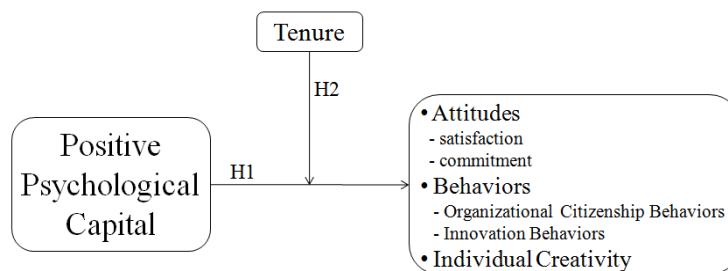 Tenure
H2
Positive
Psychological
Capital
H1
• Attitudes
- satisfaction
- commitment
• Behaviors
- Organizational Citizenship Behaviors
- Innovation Behaviors
• Individual Creativity